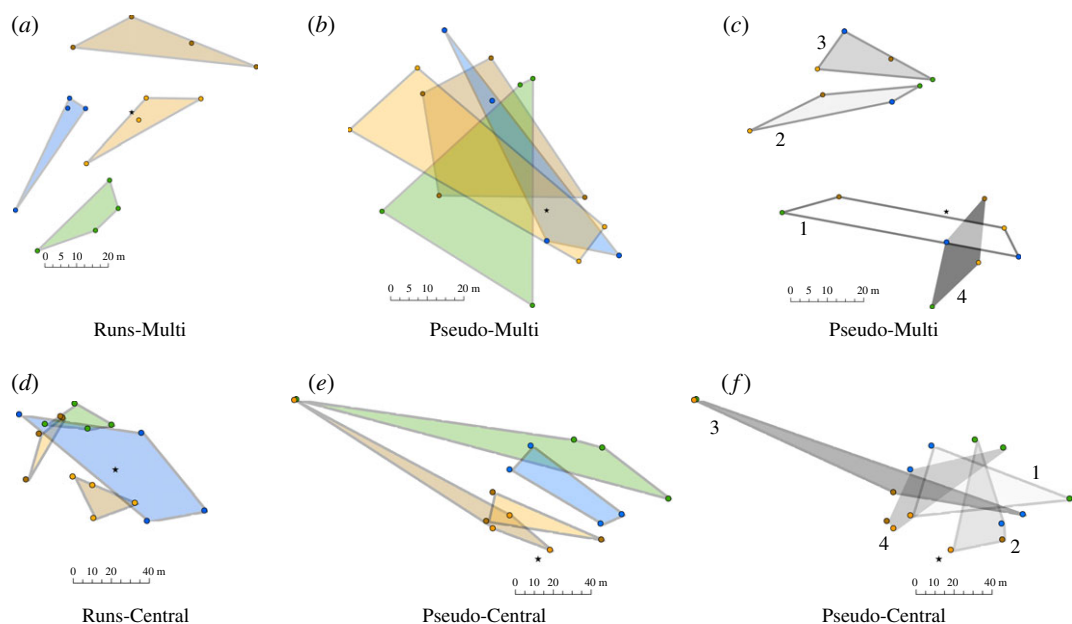 (a)
(b)
(c)
3
2
1
4
0 5 10 20 m
0 5 10 20 m
0 5 10 20 m
Runs-Multi
Pseudo-Multi
Pseudo-Multi
(d)
(e)
(f)
3
1
4
2
0 10 20 40 m
0 10 20 40 m
0 10 20 40 m
Runs-Central
Pseudo-Central
Pseudo-Central